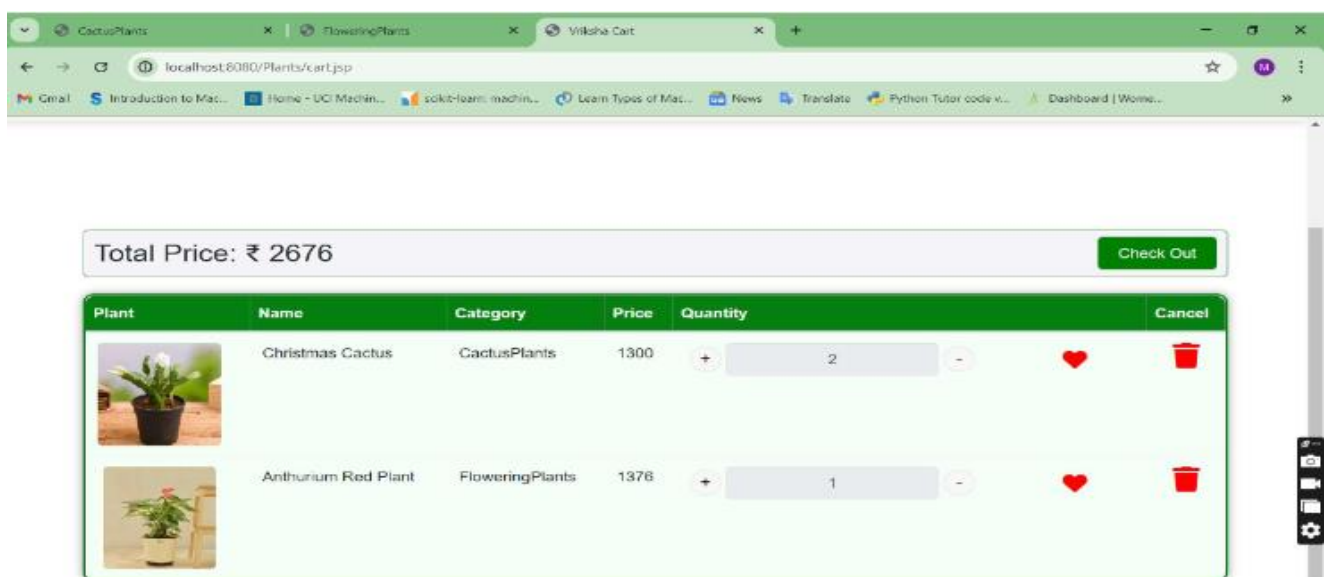 CactusPlants FloweringPlants Vriksha Cart
localhost:8080/Plants/cart.jsp
Gmail Introduction to Mac... Home - UCI Machin... scikit-learn: machin... Learn Types of Mac... News Translate Python Tutor code v... Dashboard | Wome...
Total Price: ₹ 2676 Check Out
Plant Name Category Price Quantity Cancel
Christmas Cactus CactusPlants 1300 + 2 -
Anthurium Red Plant FloweringPlants 1376 + 1 -